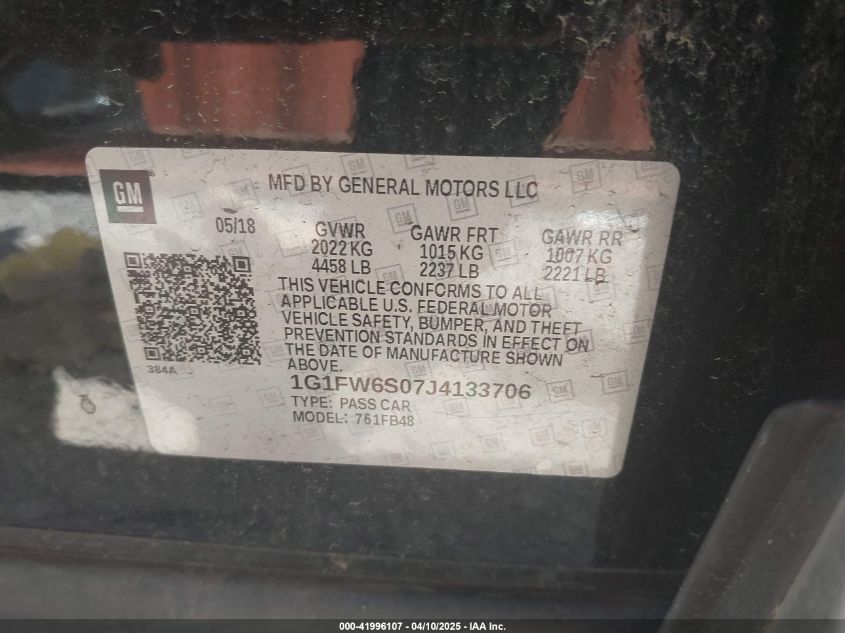 GM
MFD BY GENERAL MOTORS LLC
05/18
GVWR
2022 KG
4458 LB
GAWR FRT
1015 KG
2237 LB
GAWR RR
1007 KG
2221 LB
THIS VEHICLE CONFORMS TO ALL
APPLICABLE U.S. FEDERAL MOTOR
VEHICLE SAFETY, BUMPER, AND THEFT
PREVENTION STANDARDS IN EFFECT ON
THE DATE OF MANUFACTURE SHOWN
ABOVE.
384A
1G1FW6S07J4133706
TYPE: PASS CAR
MODEL: 761FB48
000-41996107 - 04/10/2025 - IAA Inc.